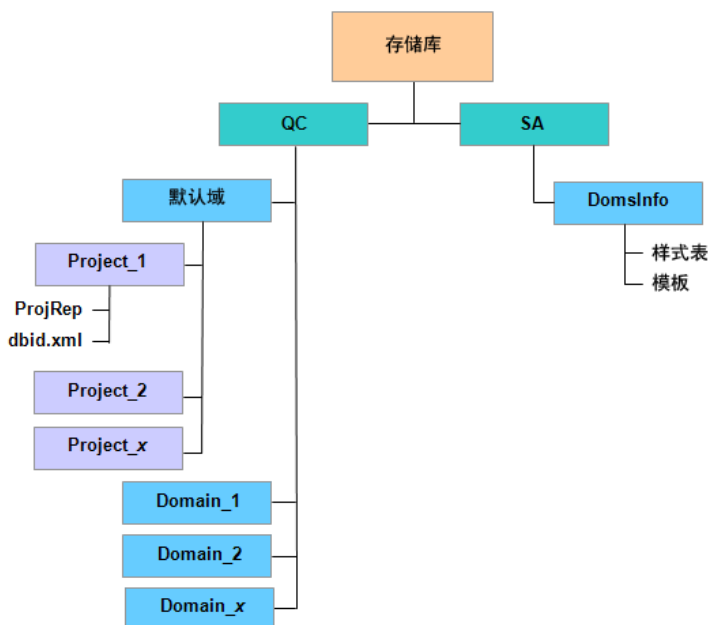 存储库
QC
SA
默认域
DomsInfo
Project_1
样式表
模板
ProjRep
dbid.xml
Project_2
Project_x
Domain_1
Domain_2
Domain_x